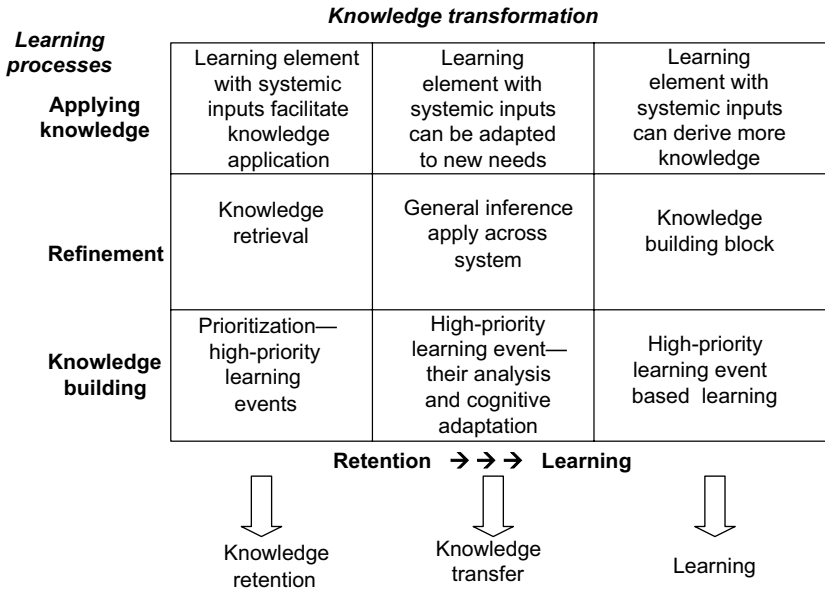 Knowledge transformation
Learning
processes
Applying
knowledge
Learning element
with systemic
inputs facilitate
knowledge
application
Learning
element with
systemic inputs
can be adapted
to new needs
Learning
element with
systemic inputs
can derive more
knowledge
Refinement
Knowledge
retrieval
General inference
apply across
system
Knowledge
building block
Knowledge
building
Prioritization—
high-priority
learning
events
High-priority
learning event—
their analysis
and cognitive
adaptation
High-priority
learning event
based learning
Retention → → → Learning
Knowledge
retention
Knowledge
transfer
Learning